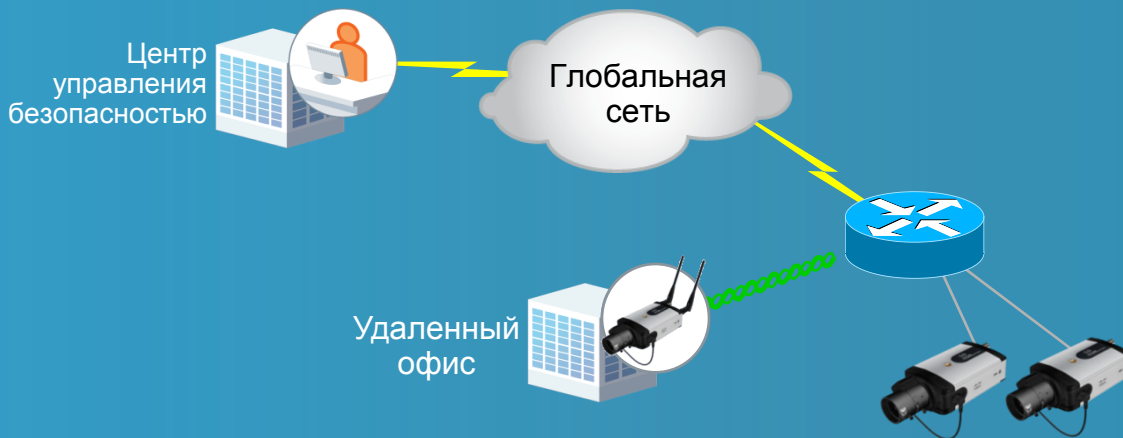 Центр
управления
безопасностью
Глобальная
сеть
Удаленный
офис